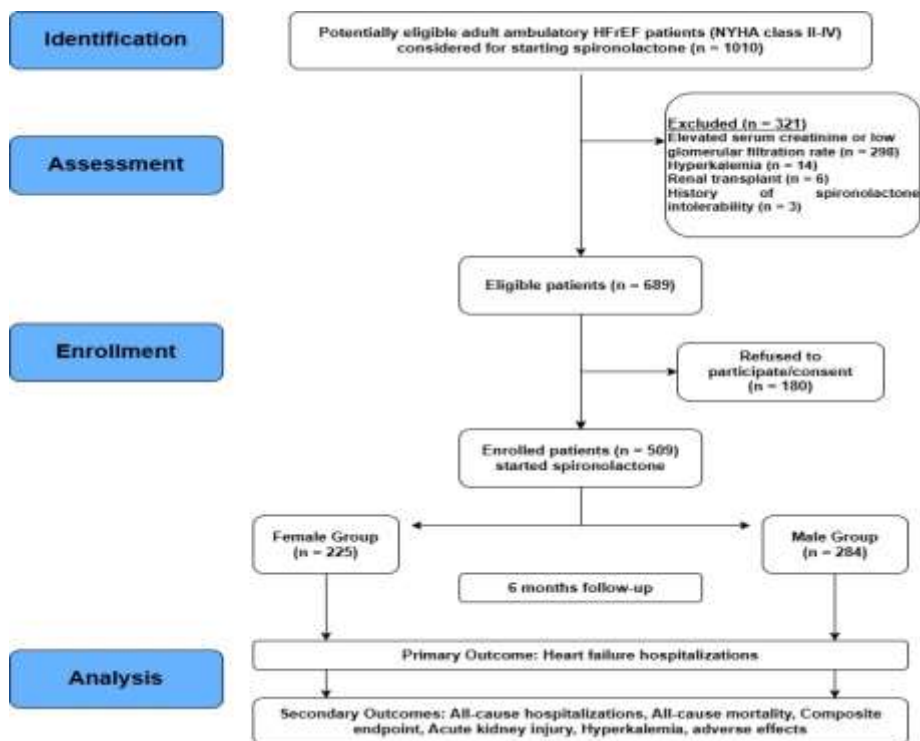 Identification
Potentially eligible adult ambulatory HFrEF patients (NYHA class II-IV)
considered for starting spironolactone (n = 1010)
Assessment
Excluded (n = 321)
Elevated serum creatinine or low
glomerular filtration rate (n = 298)
Hyperkalemia (n = 14)
Renal transplant (n = 6)
History of spironolactone
intolerability (n = 3)
Eligible patients (n = 689)
Enrollment
Refused to
participate/consent
(n = 180)
Enrolled patients (n = 509)
started spironolactone
Female Group
(n = 225)
Male Group
(n = 284)
6 months follow-up
Analysis
Primary Outcome: Heart failure hospitalizations
Secondary Outcomes: All-cause hospitalizations, All-cause mortality, Composite
endpoint, Acute kidney injury, Hyperkalemia, adverse effects